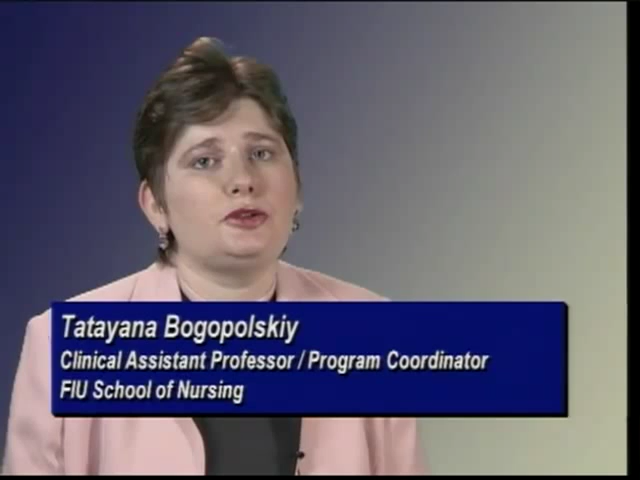 Tatayana Bogopolskiy
Clinical Assistant Professor / Program Coordinator
FIU School of Nursing